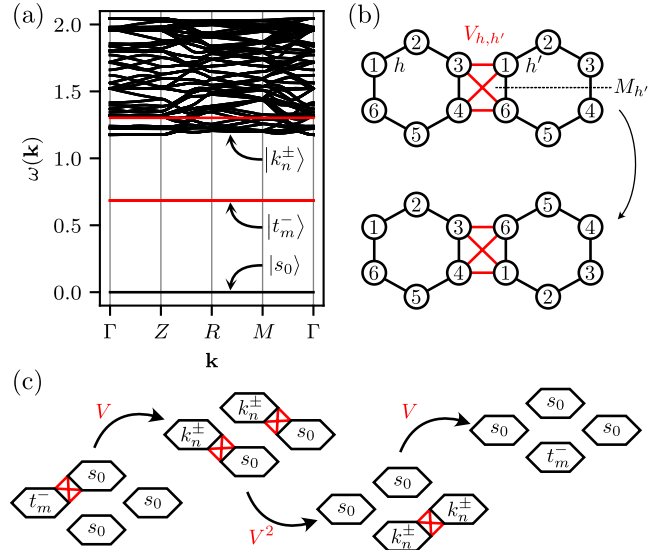 (a)
2.0
1.5
1.0
0.5
0.0
ω(k)
|k_n^±⟩
|t_m^-⟩
|s_0⟩
Γ Z R M Γ
k
(b)
V_{h,h'}
2 2
1 h 3 1 h' 3
M_{h'}
6 4 6 4
5 5
2 5
1 3 6 4
6 4 1 3
5 2
(c)
V
k_n^±
k_n^± s_0
s_0
t_m^- s_0
s_0
V
s_0
s_0 s_0
t_m^-
V^2
s_0
s_0 k_n^±
k_n^±